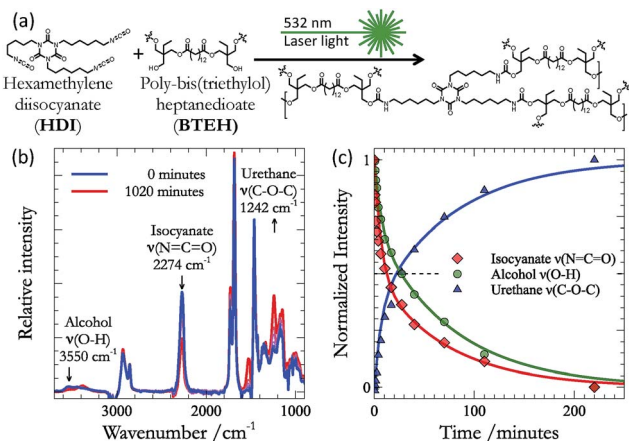 (a)
532 nm
Laser light
+
Hexamethylene
diisocyanate
(HDI)
Poly-bis(triethylol)
heptanedioate
(BTEH)
(b)
0 minutes
1020 minutes
Urethane
ν(C-O-C)
1242 cm⁻¹
Isocyanate
ν(N=C=O)
2274 cm⁻¹
Alcohol
ν(O-H)
3550 cm⁻¹
Relative intensity
3000
2000
1000
Wavenumber /cm⁻¹
(c)
1
Isocyanate ν(N=C=O)
Alcohol ν(O-H)
Urethane ν(C-O-C)
0
Normalized Intensity
0
100
200
Time /minutes